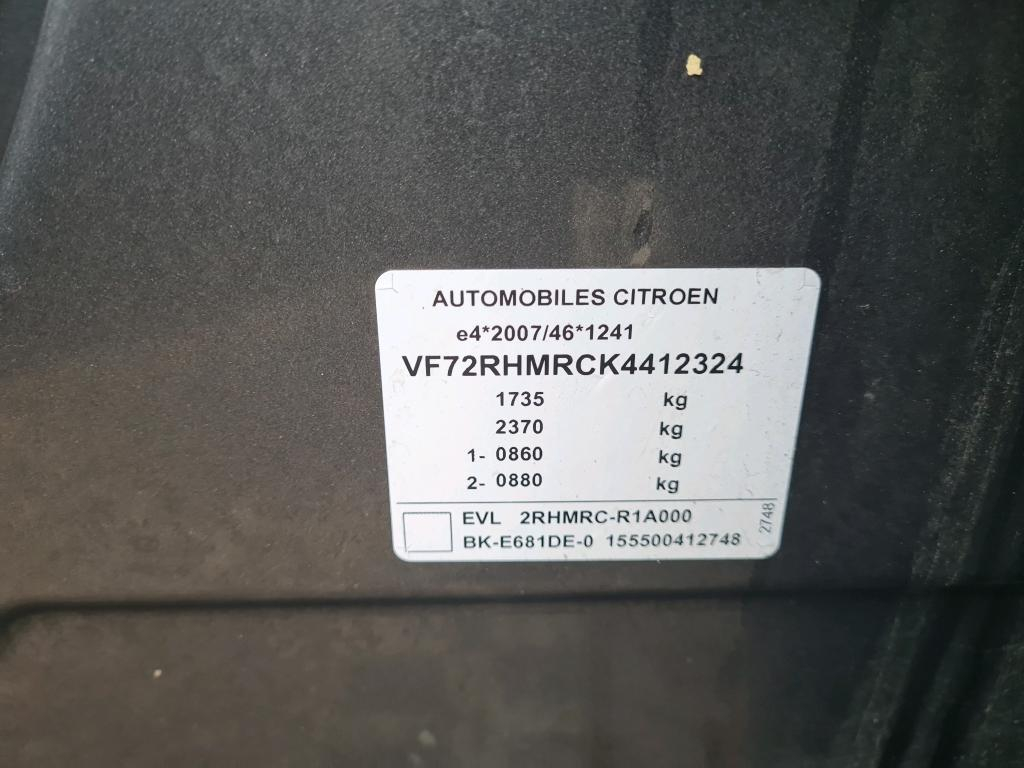 AUTOMOBILES CITROEN
e4*2007/46*1241
VF72RHMRCK4412324
1735 kg
2370 kg
1- 0860 kg
2- 0880 kg
EVL 2RHMRC-R1A000
BK-E681DE-0 155500412748
2748